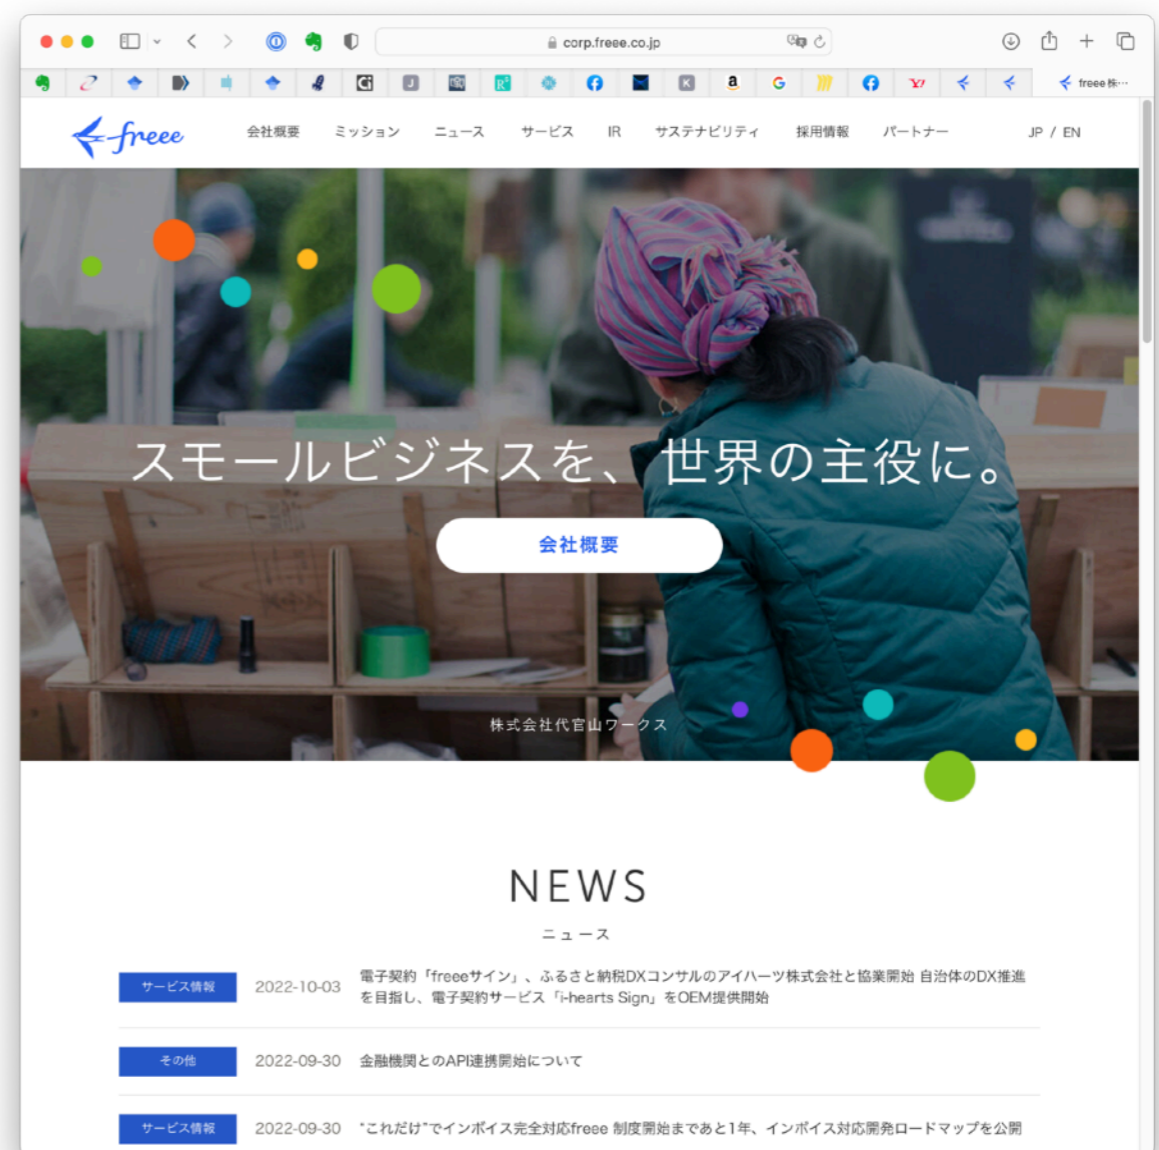 corp.freee.co.jp
freee 株…
freee
会社概要 ミッション ニュース サービス IR サステナビリティ 採用情報 パートナー JP / EN
スモールビジネスを、世界の主役に。
会社概要
株式会社代官山ワークス
NEWS
ニュース
サービス情報 2022-10-03 電子契約「freeeサイン」、ふるさと納税DXコンサルのアイハーツ株式会社と協業開始 自治体のDX推進
を目指し、電子契約サービス「i-hearts Sign」をOEM提供開始
その他 2022-09-30 金融機関とのAPI連携開始について
サービス情報 2022-09-30 “これだけ”でインボイス完全対応freee 制度開始まであと1年、インボイス対応開発ロードマップを公開